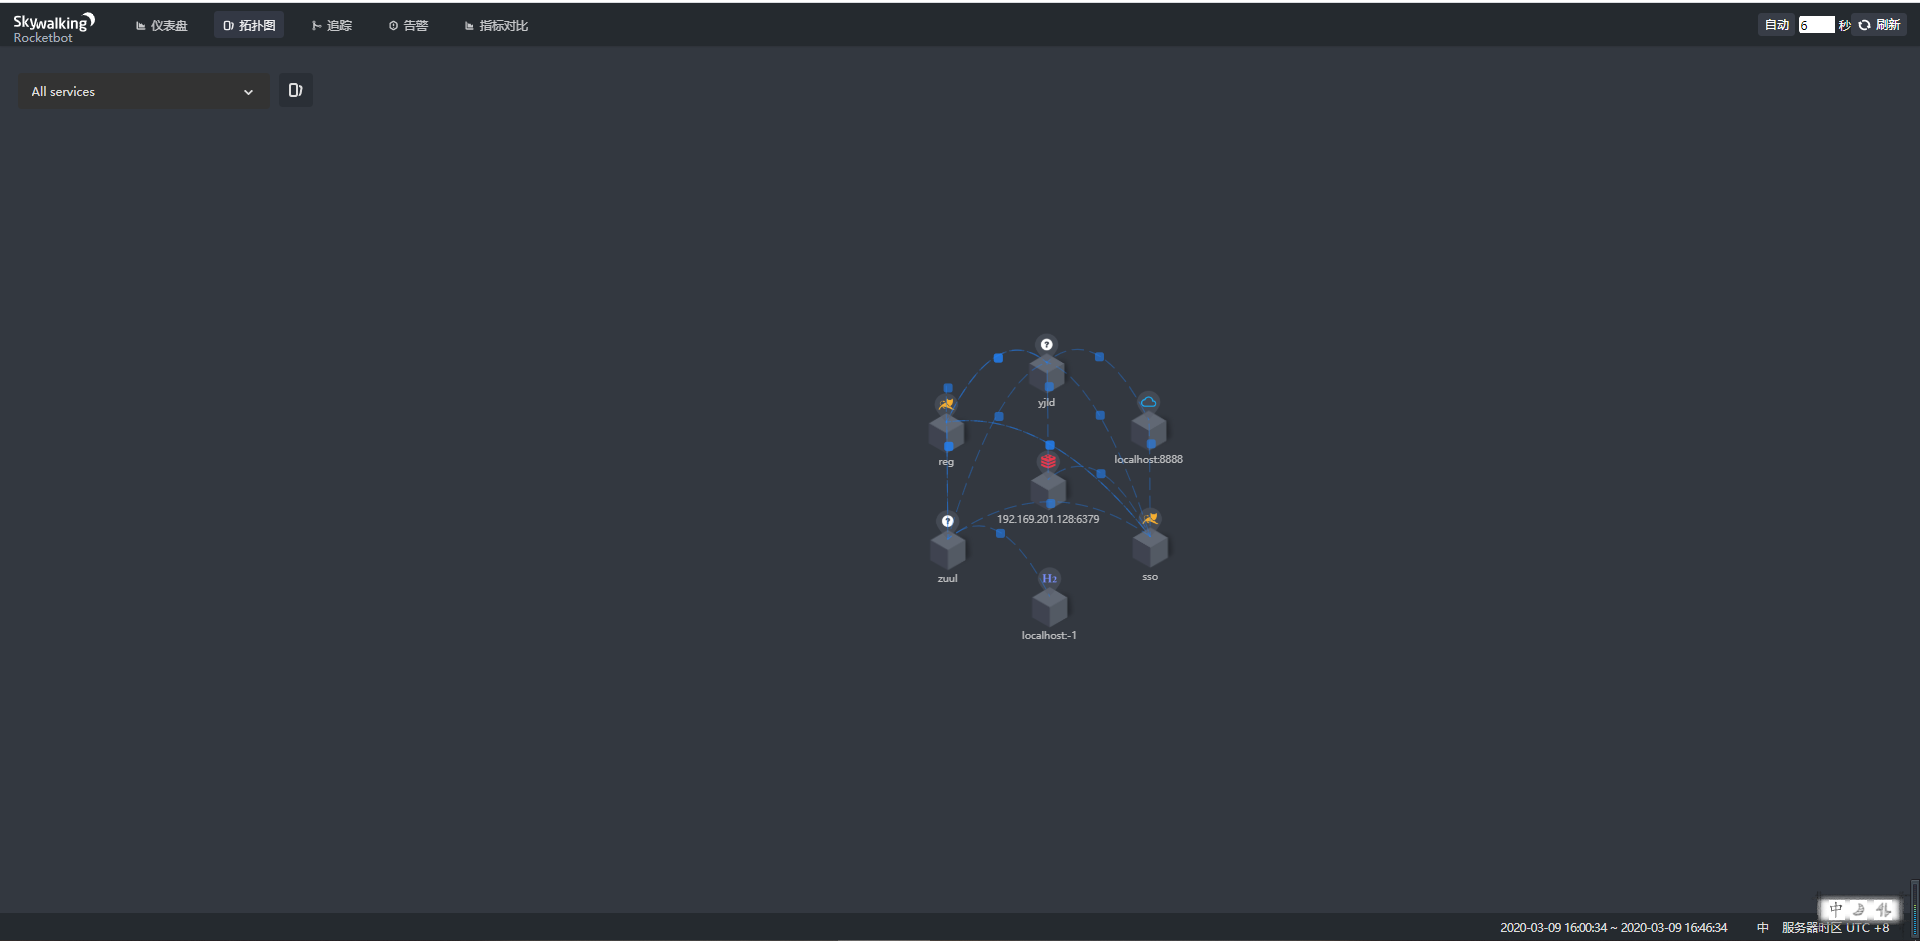 Skywalking
Rocketbot
仪表盘 拓扑图 追踪 告警 指标对比
自动 6 秒 刷新
All services
?
yjld
reg
localhost:8888
192.169.201.128:6379
?
zuul
sso
H2
localhost:-1
中
2020-03-09 16:00:34 ~ 2020-03-09 16:46:34 中 服务器时区 UTC +8